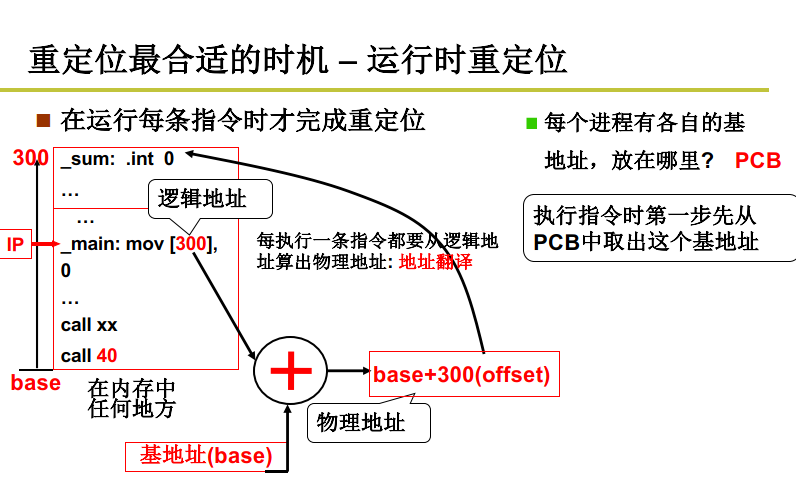 重定位最合适的时机 – 运行时重定位
在运行每条指令时才完成重定位
300
_sum: .int 0
…
…
逻辑地址
IP
_main: mov [300],
0
…
call xx
call 40
base
在内存中
任何地方
每执行一条指令都要从逻辑地
址算出物理地址: 地址翻译
+
base+300(offset)
物理地址
基地址(base)
每个进程有各自的基
地址，放在哪里? PCB
执行指令时第一步先从
PCB中取出这个基地址